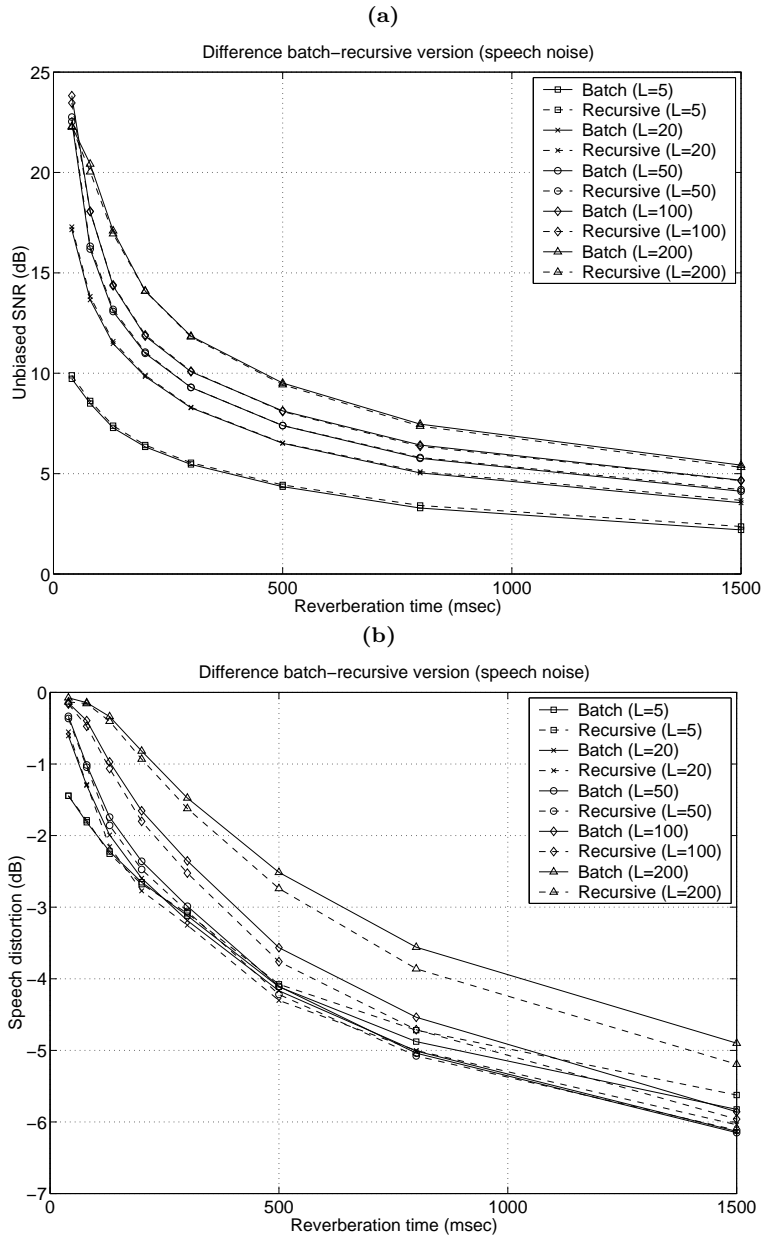 (a)
Difference batch−recursive version (speech noise)
25
20
15
10
5
0
Unbiased SNR (dB)
Batch (L=5)
Recursive (L=5)
Batch (L=20)
Recursive (L=20)
Batch (L=50)
Recursive (L=50)
Batch (L=100)
Recursive (L=100)
Batch (L=200)
Recursive (L=200)
0 500 1000 1500
Reverberation time (msec)
(b)
Difference batch−recursive version (speech noise)
0
−1
−2
−3
−4
−5
−6
−7
Speech distortion (dB)
Batch (L=5)
Recursive (L=5)
Batch (L=20)
Recursive (L=20)
Batch (L=50)
Recursive (L=50)
Batch (L=100)
Recursive (L=100)
Batch (L=200)
Recursive (L=200)
0 500 1000 1500
Reverberation time (msec)